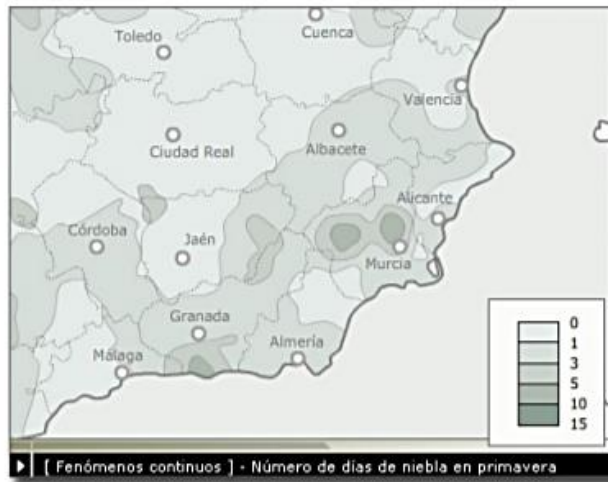 Toledo
Cuenca
Valencia
Ciudad Real
Albacete
Alicante
Córdoba
Jaén
Murcia
Granada
Almería
Málaga
0
1
3
5
10
15
[ Fenómenos continuos ] - Número de días de niebla en primavera